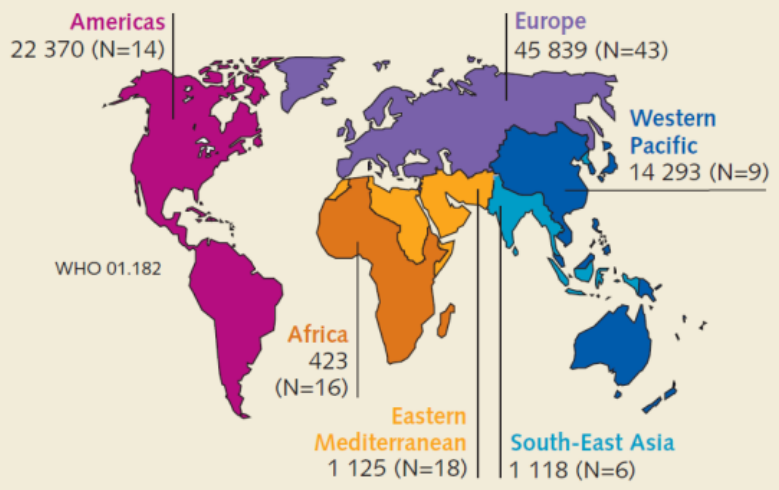 Americas
22 370 (N=14)
Europe
45 839 (N=43)
Western
Pacific
14 293 (N=9)
WHO 01.182
Africa
423
(N=16)
Eastern
Mediterranean
1 125 (N=18)
South-East Asia
1 118 (N=6)